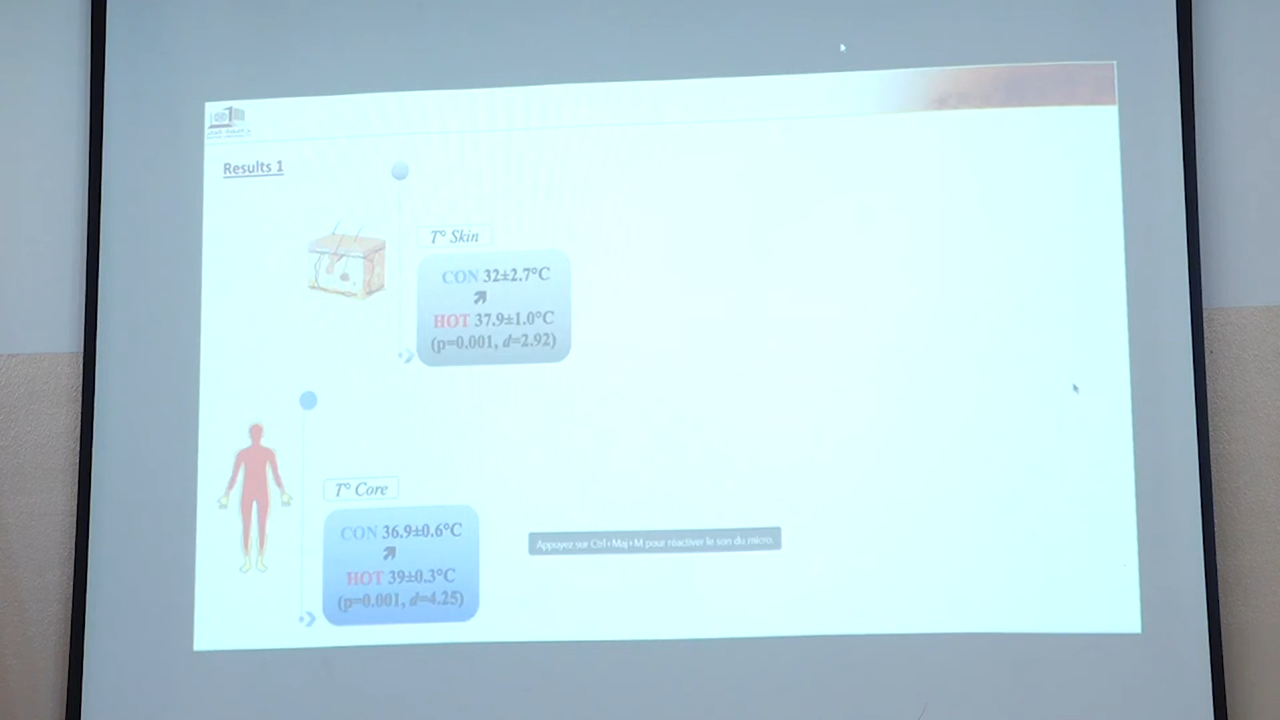 Results 1
T° Skin
CON 32±2.7°C
HOT 37.9±1.0°C
(p=0.001, d=2.92)
T° Core
CON 36.9±0.6°C
HOT 39±0.3°C
(p=0.001, d=4.25)
Appuyez sur Ctrl+Maj+M pour réactiver le son du micro.